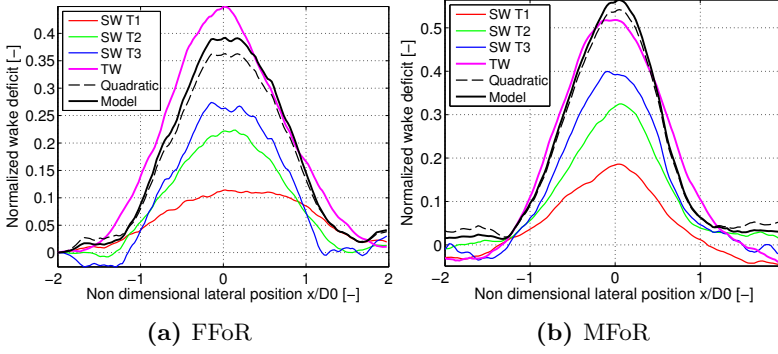 SW T1
SW T2
SW T3
TW
Quadratic
Model
Normalized wake deficit [−]
0.4
0.35
0.3
0.25
0.2
0.15
0.1
0.05
0
−2 −1 0 1 2
Non dimensional lateral position x/D0 [−]
(a) FFoR
SW T1
SW T2
SW T3
TW
Quadratic
Model
Normalized wake deficit [−]
0.5
0.4
0.3
0.2
0.1
0
−2 −1 0 1
Non dimensional lateral position x/D0 [−]
(b) MFoR